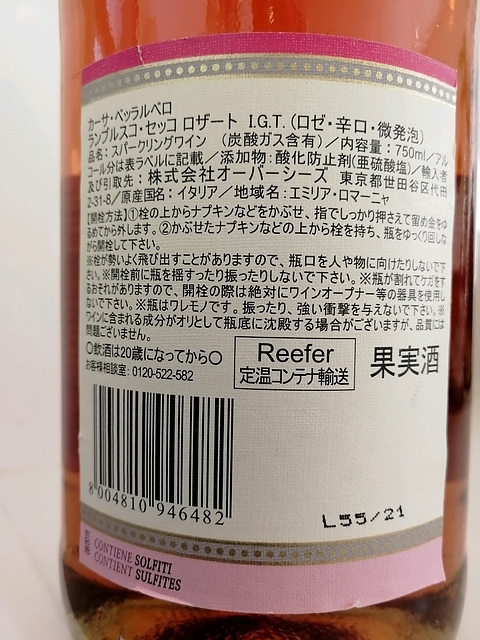 カーサ・ベッラルベロ
ランブルスコ・セッコ ロザート I.G.T. (ロゼ・辛口・微発泡)
品名：スパークリングワイン (炭酸ガス含有)／内容量：750ml／アル
コール分は表ラベルに記載／添加物：酸化防止剤(亜硫酸塩)／輸入者
及び引取先：株式会社オーバーシーズ 東京都世田谷区代田
2-31-8／原産国名：イタリア／地域名：エミリア・ロマーニャ
【開栓方法】①栓の上からナプキンなどをかぶせ、指でしっかり押さえて留め金をゆ
るめてから外します。②かぶせたナプキンなどの上から栓を持ち、瓶をゆっくり回しな
がら開栓して下さい。
※栓が勢いよく飛び出すことがありますので、瓶口を人や物に向けたりしないで下
さい。※開栓前に瓶を揺すったり振ったりしないで下さい。※瓶が割れてケガをす
るおそれがありますので、開栓の際は絶対にワインオープナー等の器具を使用し
ないで下さい。※瓶はワレモノです。振ったり、強い衝撃を与えないで下さい。※
ワインに含まれる成分がオリとして瓶底に沈殿する場合がございますが、品質には
問題ございません。
○飲酒は20歳になってから○
お客様相談室：0120-522-582
Reefer
定温コンテナ輸送
果実酒
8 004810 946482
L55/21
CONTIENE SOLFITI
CONTIENT SULFITES